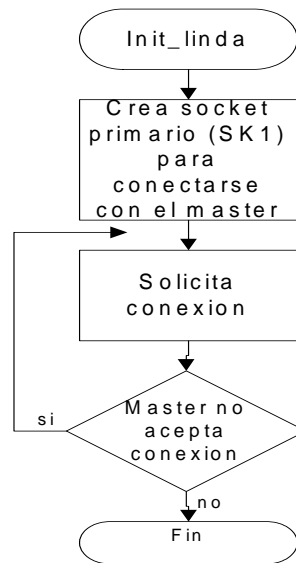 Init_linda
Crea socket
primario (SK1)
para
conectarse
con el master
Solicita
conexion
si
Master no
acepta
conexion
no
Fin